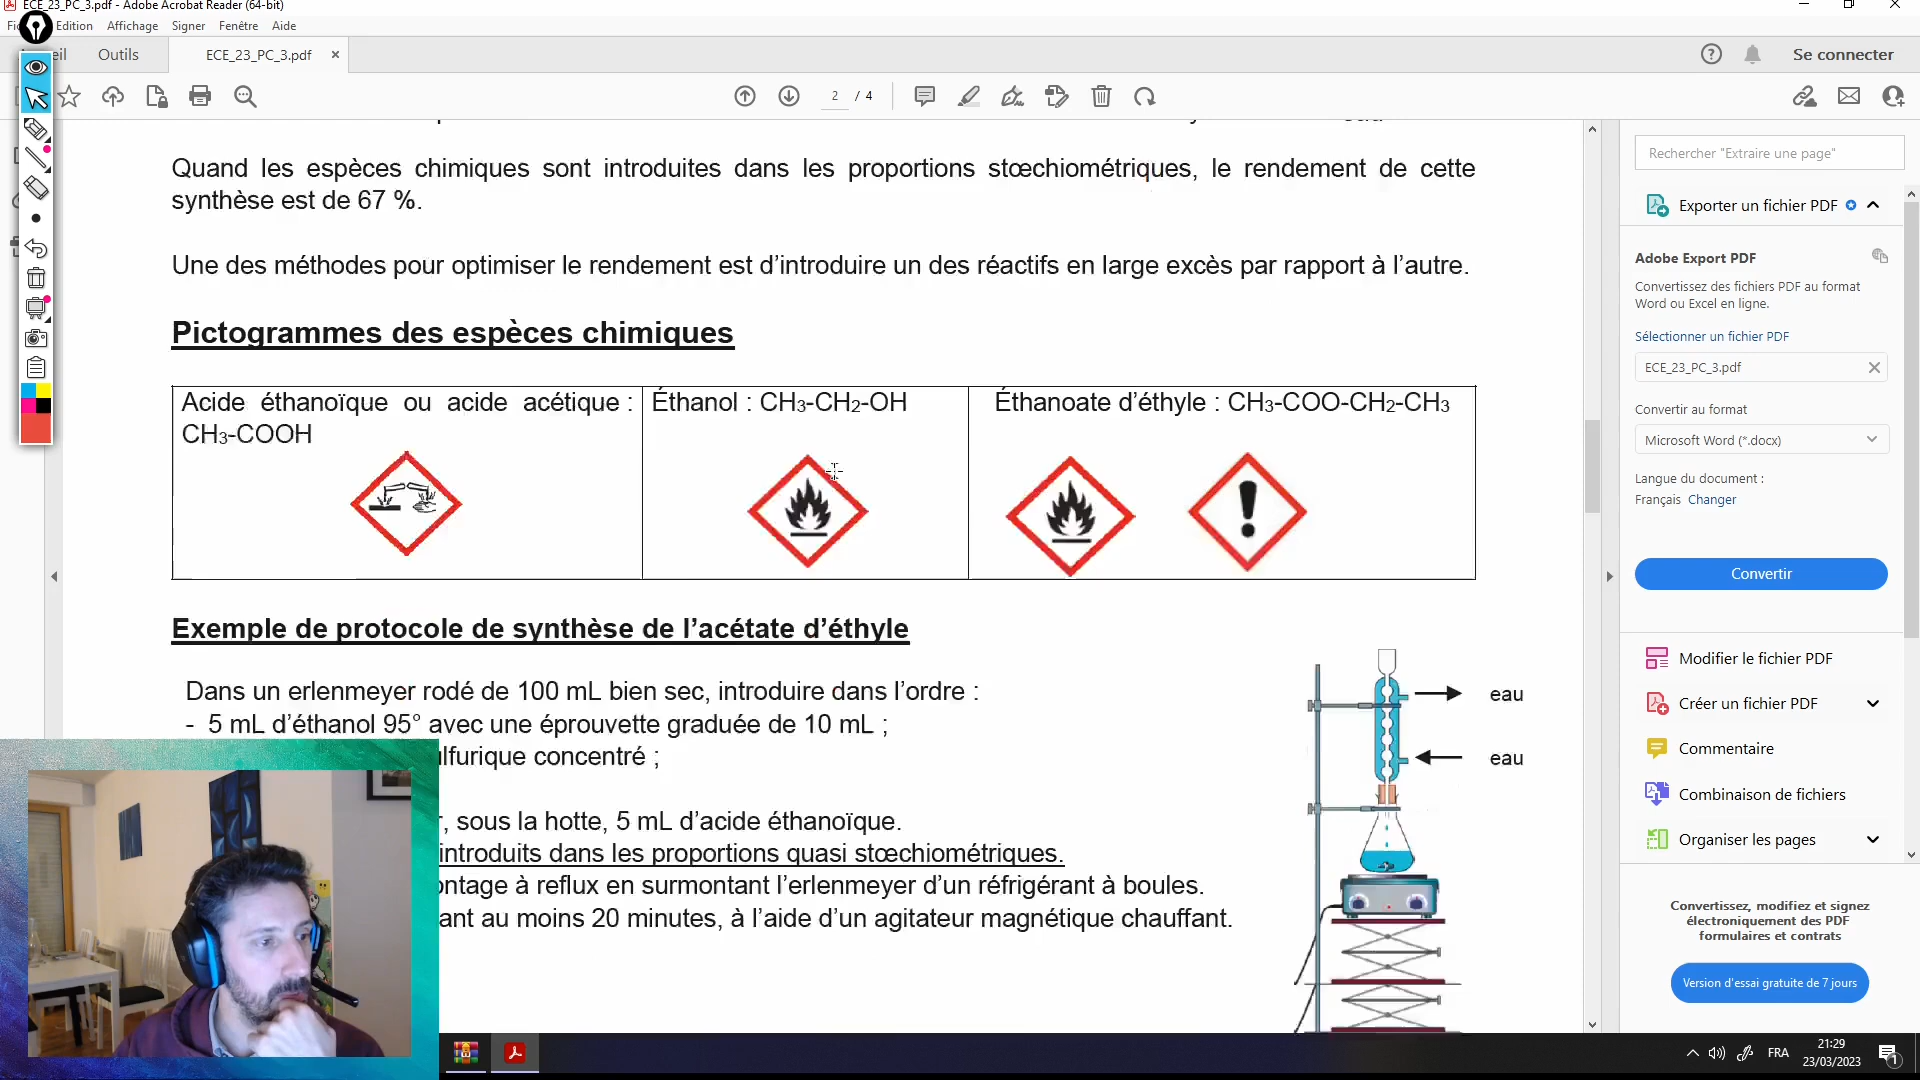 ECE_23_PC_3.pdf - Adobe Acrobat Reader (64-bit)
Edition Affichage Signer Fenêtre Aide
Outils ECE_23_PC_3.pdf
Se connecter
2 / 4
Quand les espèces chimiques sont introduites dans les proportions stœchiométriques, le rendement de cette
synthèse est de 67 %.
Une des méthodes pour optimiser le rendement est d’introduire un des réactifs en large excès par rapport à l’autre.
Pictogrammes des espèces chimiques
Acide éthanoïque ou acide acétique :
CH3-COOH
Éthanol : CH3-CH2-OH
Éthanoate d’éthyle : CH3-COO-CH2-CH3
Exemple de protocole de synthèse de l’acétate d’éthyle
Dans un erlenmeyer rodé de 100 mL bien sec, introduire dans l’ordre :
- 5 mL d’éthanol 95° avec une éprouvette graduée de 10 mL ;
lfurique concentré ;
, sous la hotte, 5 mL d’acide éthanoïque.
introduits dans les proportions quasi stœchiométriques.
ontage à reflux en surmontant l’erlenmeyer d’un réfrigérant à boules.
ant au moins 20 minutes, à l’aide d’un agitateur magnétique chauffant.
eau
eau
Rechercher "Extraire une page"
Exporter un fichier PDF
Adobe Export PDF
Convertissez des fichiers PDF au format
Word ou Excel en ligne.
Sélectionner un fichier PDF
ECE_23_PC_3.pdf
Convertir au format
Microsoft Word (*.docx)
Langue du document :
Français Changer
Convertir
Modifier le fichier PDF
Créer un fichier PDF
Commentaire
Combinaison de fichiers
Organiser les pages
Convertissez, modifiez et signez
électroniquement des PDF
formulaires et contrats
Version d'essai gratuite de 7 jours
FRA
21:29
23/03/2023
1